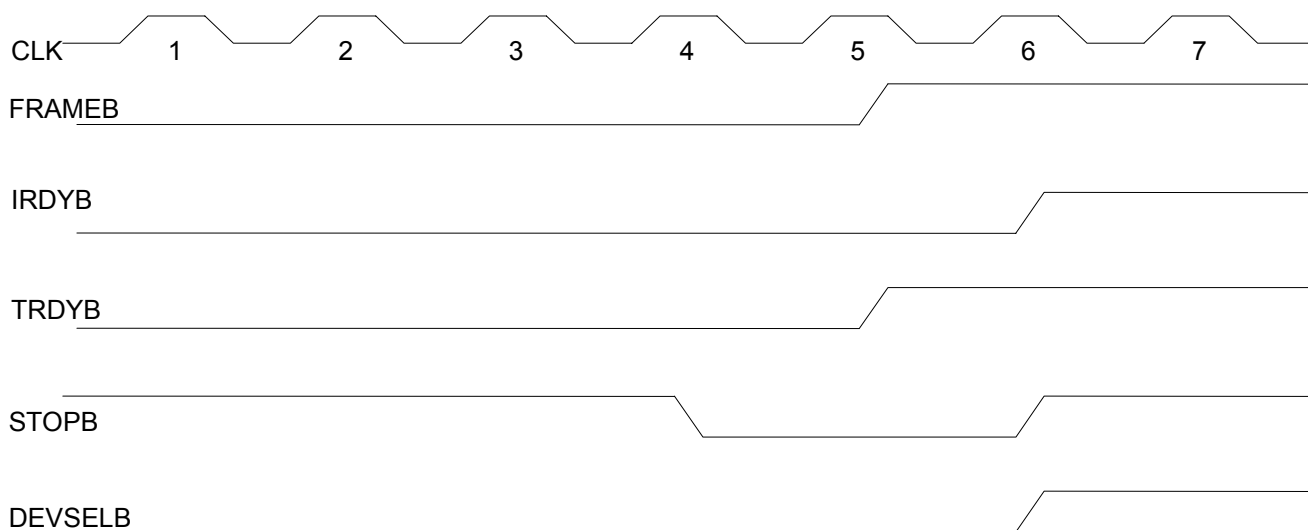 CLK 1 2 3 4 5 6 7
FRAMEB
IRDYB
TRDYB
STOPB
DEVSELB